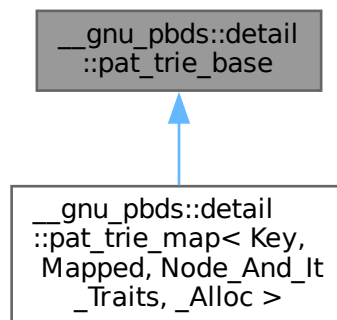 __gnu_pbds::detail
::pat_trie_base
__gnu_pbds::detail
::pat_trie_map< Key,
Mapped, Node_And_It
_Traits, _Alloc >